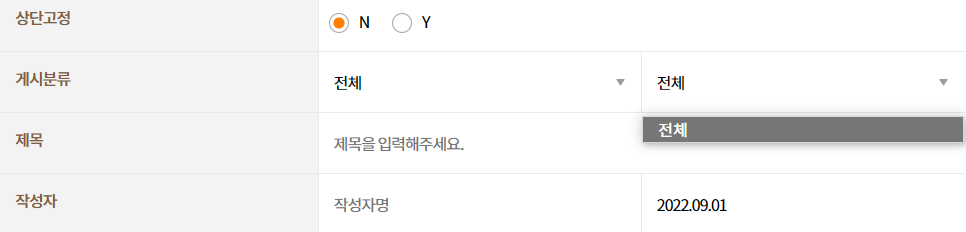 상단고정 N Y
게시분류 전체 전체
전체
제목 제목을 입력해주세요.
작성자 작성자명 2022.09.01